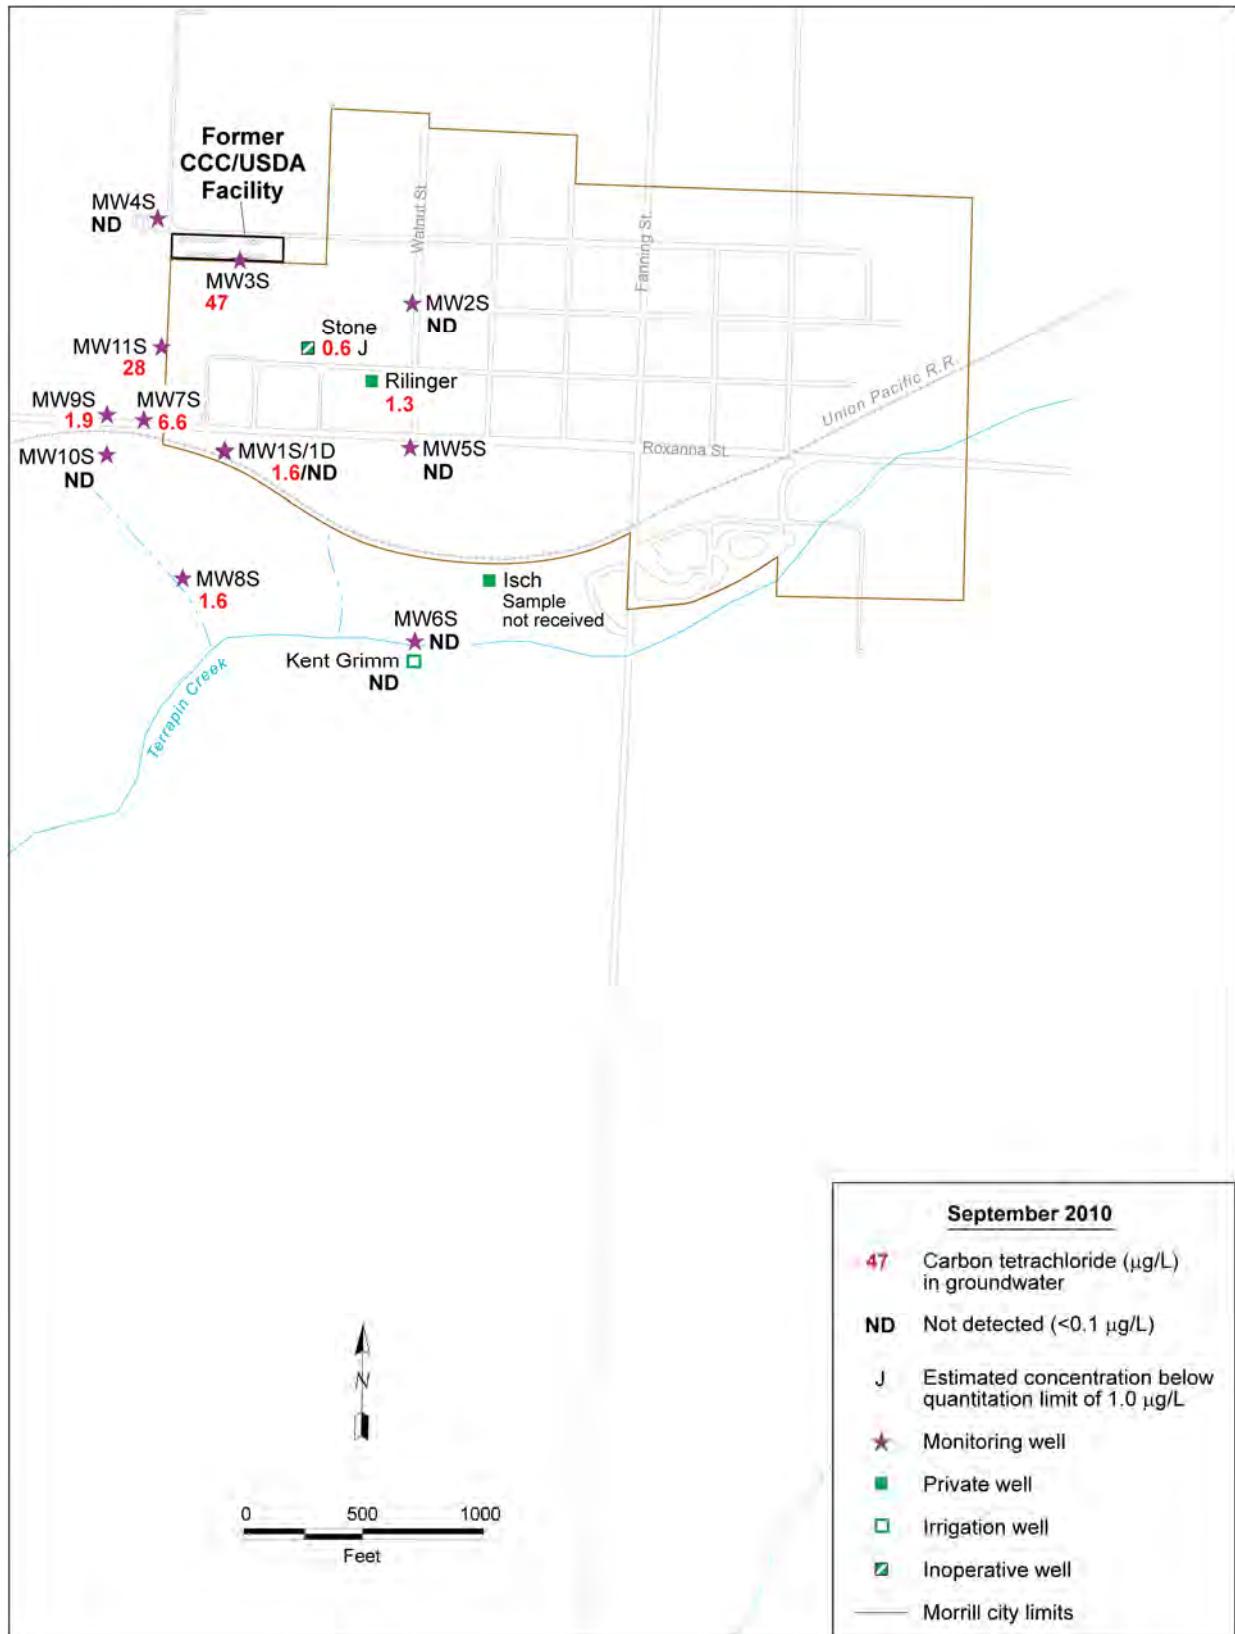 Former
CCC/USDA
Facility
MW4S
ND
Walnut St.
Fanning St.
MW3S
47
MW2S
ND
Stone
0.6 J
MW11S
28
Rilinger
1.3
Union Pacific R.R.
MW9S
1.9
MW7S
6.6
MW10S
ND
MW1S/1D
1.6/ND
MW5S
ND
Roxanna St.
MW8S
1.6
Isch
Sample
not received
MW6S
ND
Kent Grimm
ND
Terrapin Creek
N
0 500 1000
Feet
September 2010
47 Carbon tetrachloride (µg/L)
in groundwater
ND Not detected (<0.1 µg/L)
J Estimated concentration below
quantitation limit of 1.0 µg/L
Monitoring well
Private well
Irrigation well
Inoperative well
Morrill city limits